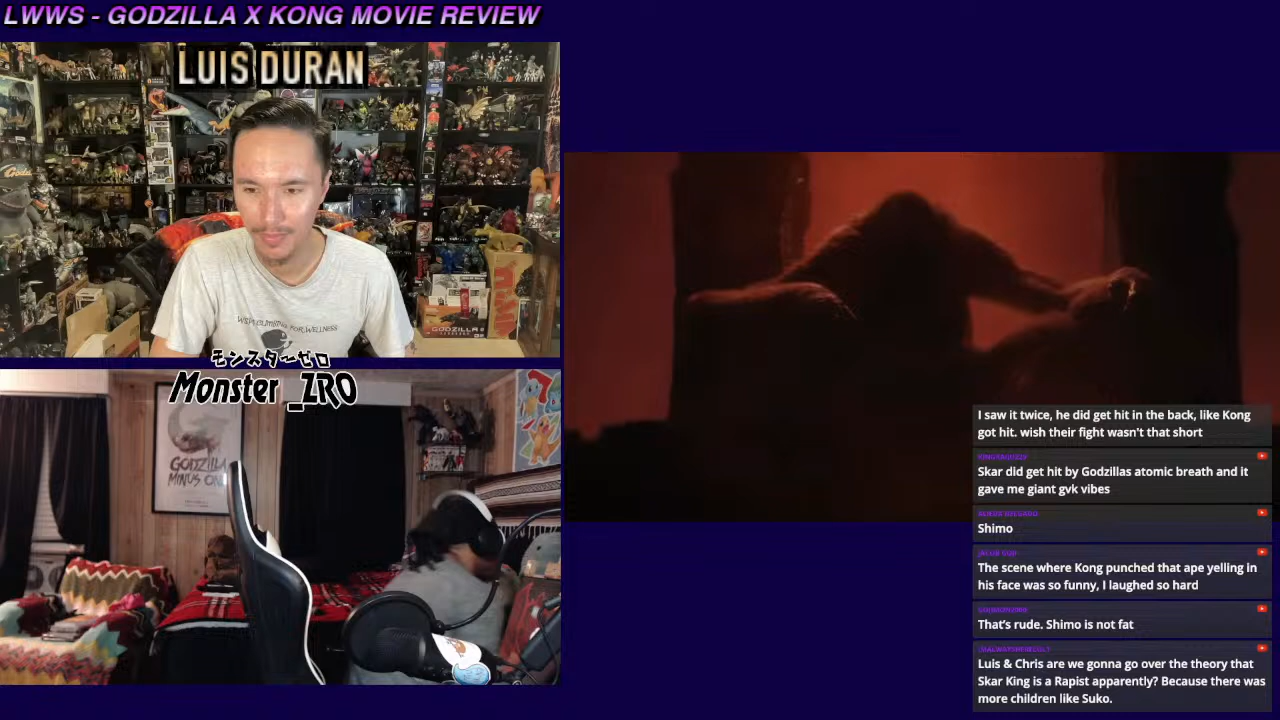 LWWS - GODZILLA X KONG MOVIE REVIEW
LUIS DURAN
モンスターゼロ
Monster _ZRO
GODZILLA
MINUS ONE
I saw it twice, he did get hit in the back, like Kong
got hit. wish their fight wasn't that short
Skar did get hit by Godzillas atomic breath and it
gave me giant gvk vibes
Shimo
JACOB GOD
The scene where Kong punched that ape yelling in
his face was so funny, I laughed so hard
That's rude. Shimo is not fat
Luis & Chris are we gonna go over the theory that
Skar King is a Rapist apparently? Because there was
more children like Suko.